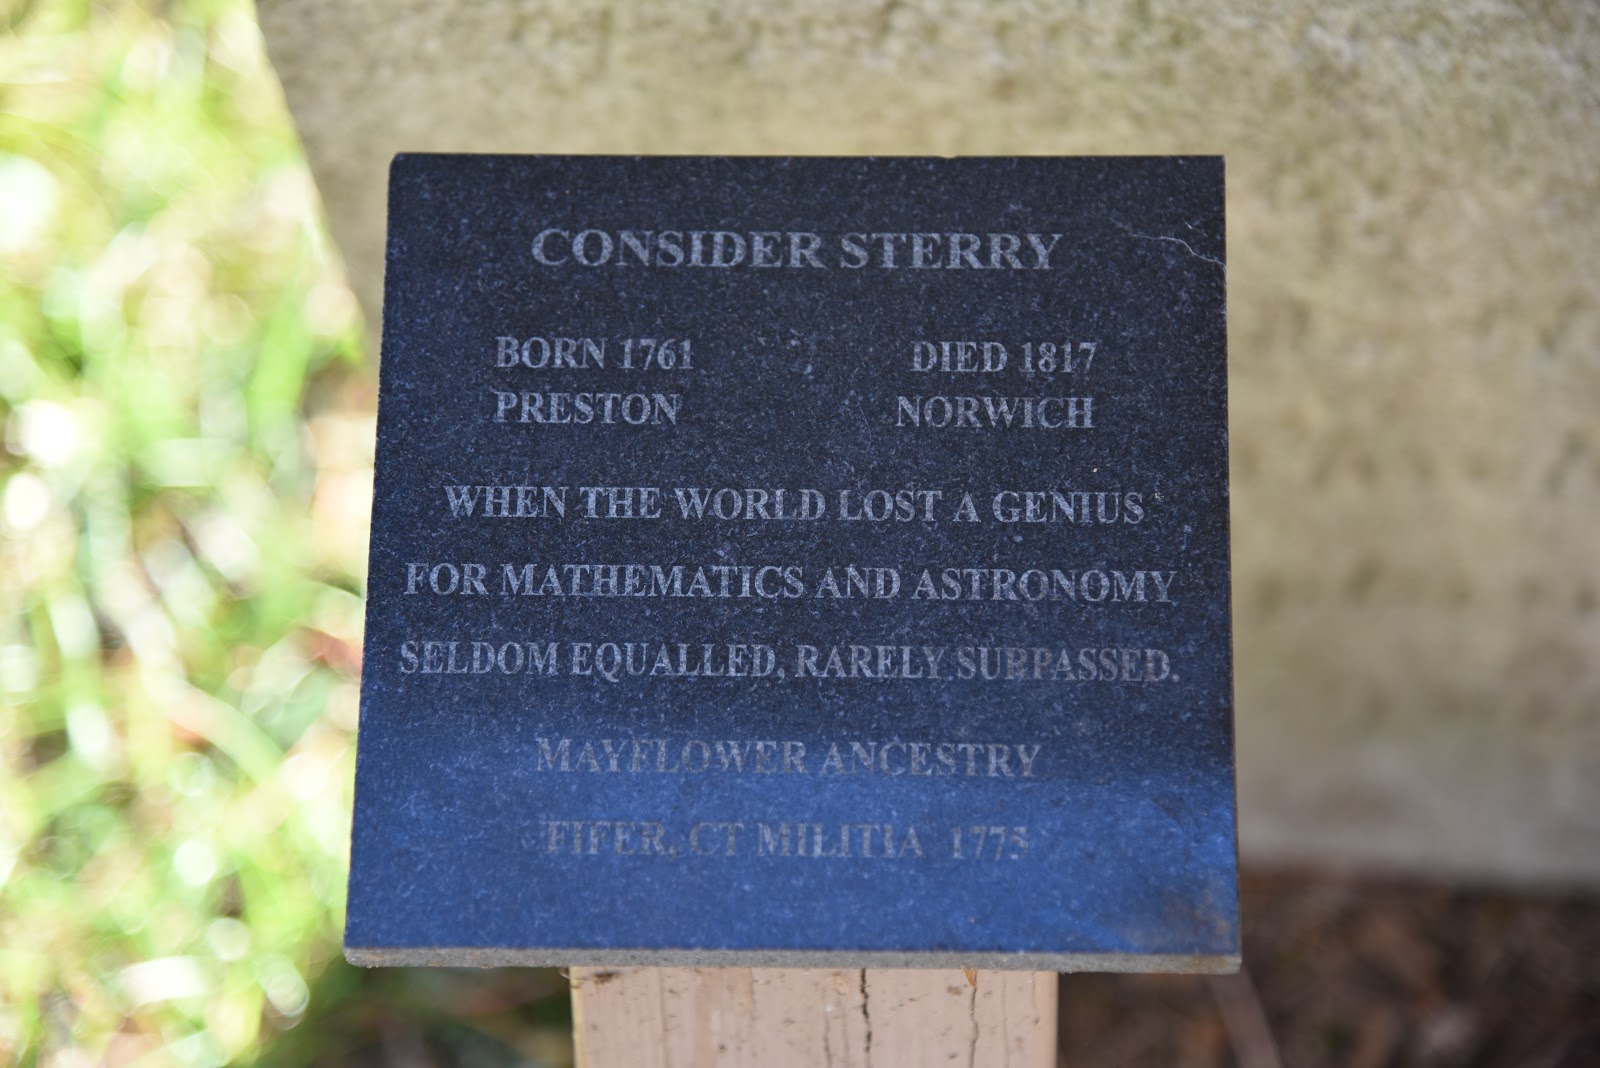 CONSIDER STERRY
BORN 1761 DIED 1817
PRESTON NORWICH
WHEN THE WORLD LOST A GENIUS
FOR MATHEMATICS AND ASTRONOMY
SELDOM EQUALLED, RARELY SURPASSED.
MAYFLOWER ANCESTRY
FIFER, CT MILITIA 1775